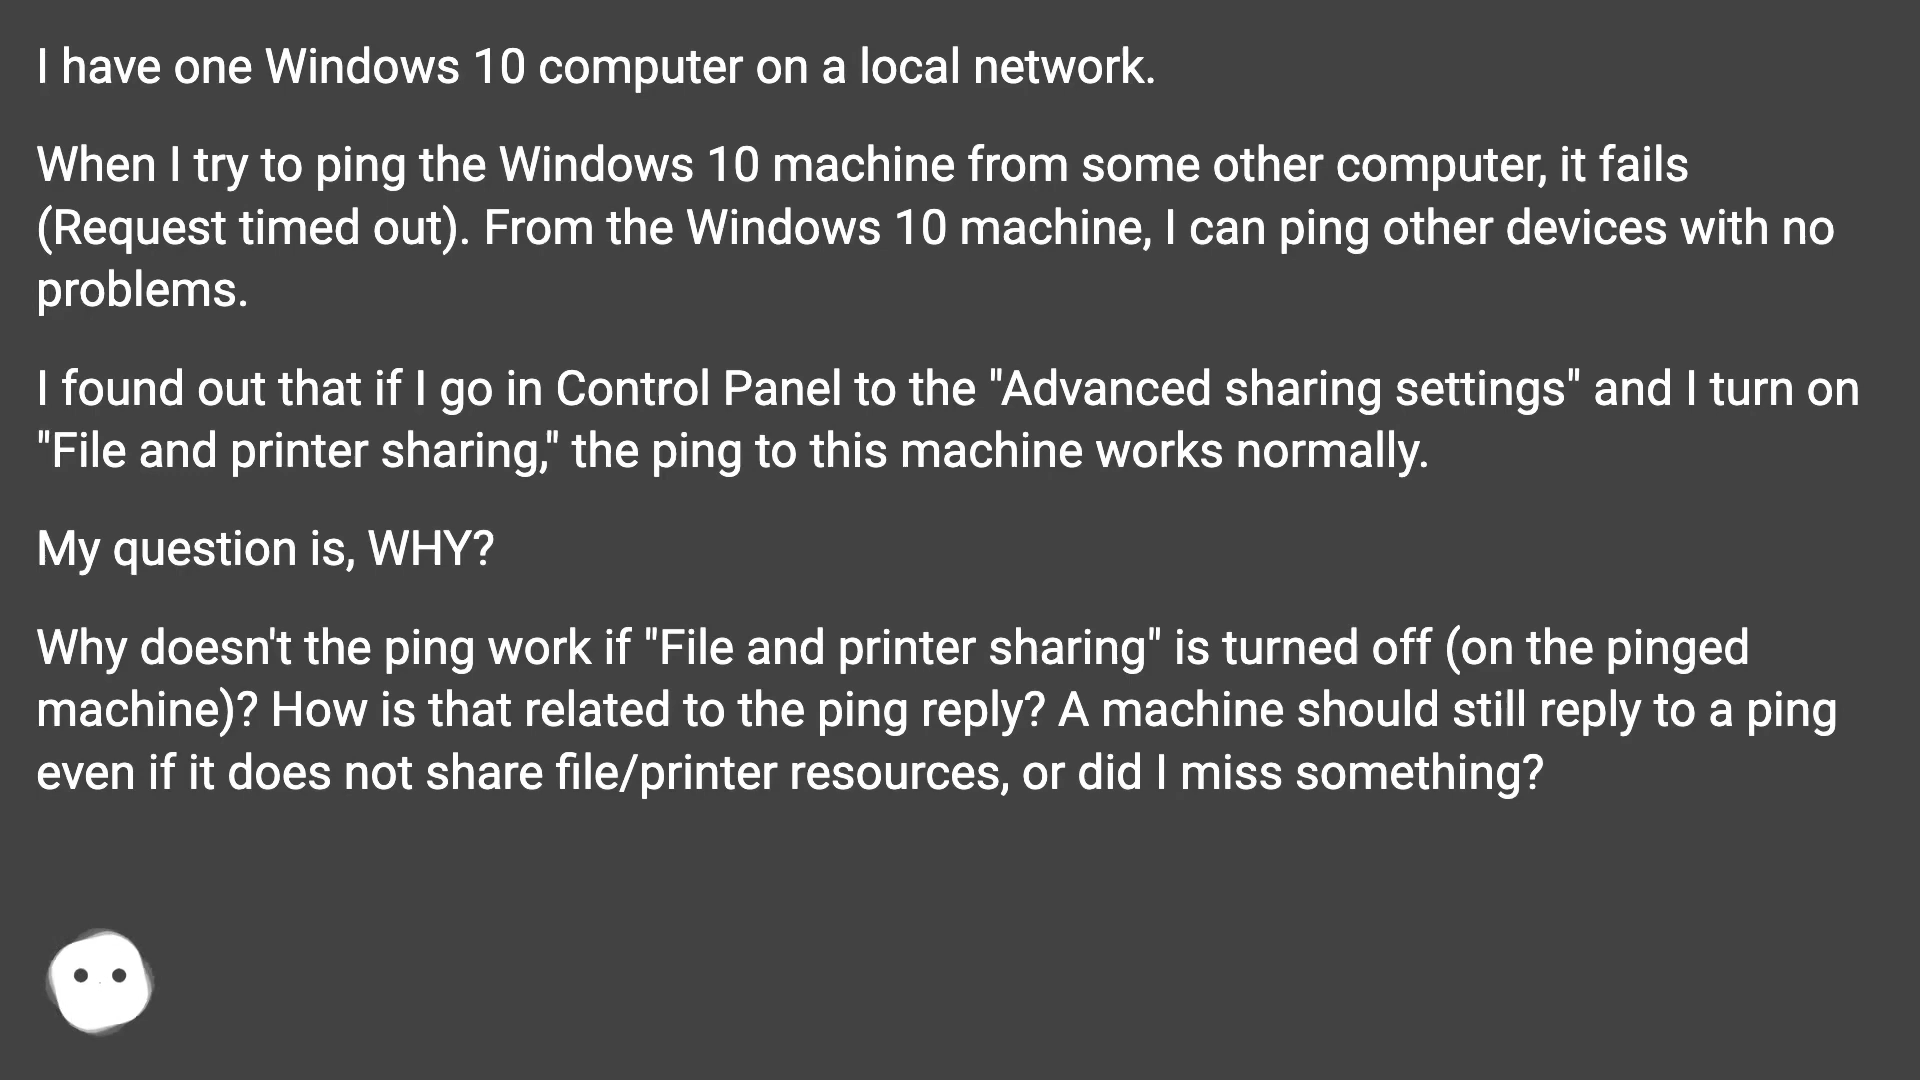 I have one Windows 10 computer on a local network.
When I try to ping the Windows 10 machine from some other computer, it fails
(Request timed out). From the Windows 10 machine, I can ping other devices with no
problems.
I found out that if I go in Control Panel to the "Advanced sharing settings" and I turn on
"File and printer sharing," the ping to this machine works normally.
My question is, WHY?
Why doesn't the ping work if "File and printer sharing" is turned off (on the pinged
machine)? How is that related to the ping reply? A machine should still reply to a ping
even if it does not share file/printer resources, or did I miss something?